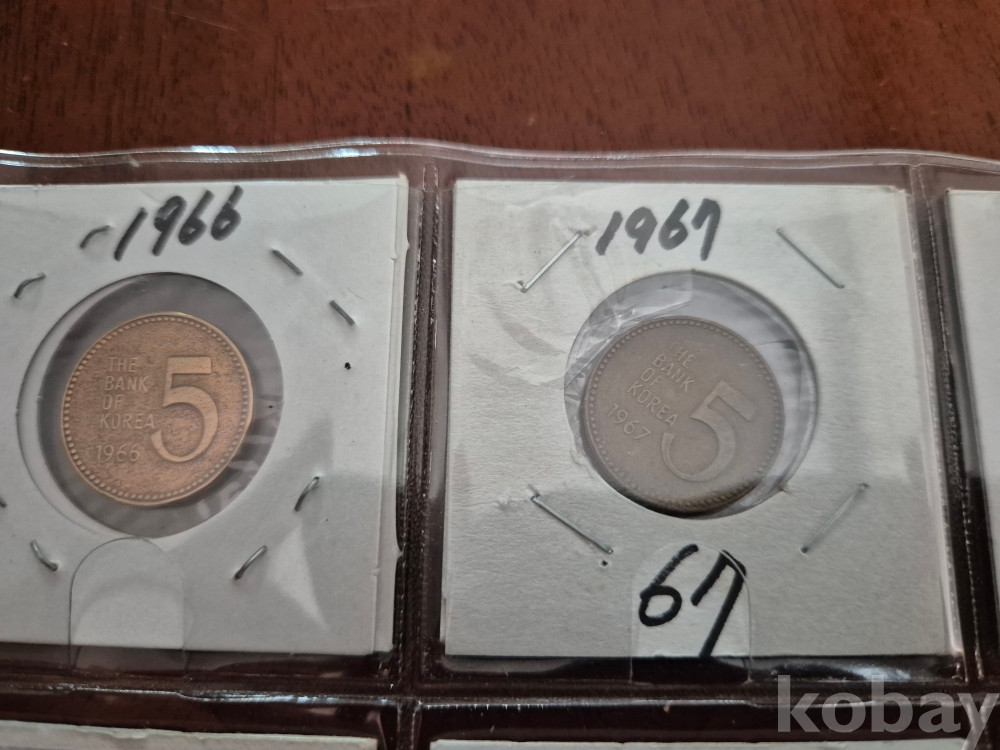 1966
THE
BANK
OF
KOREA
1966
5
1967
THE
BANK
OF
KOREA
1967
5
67
kobay